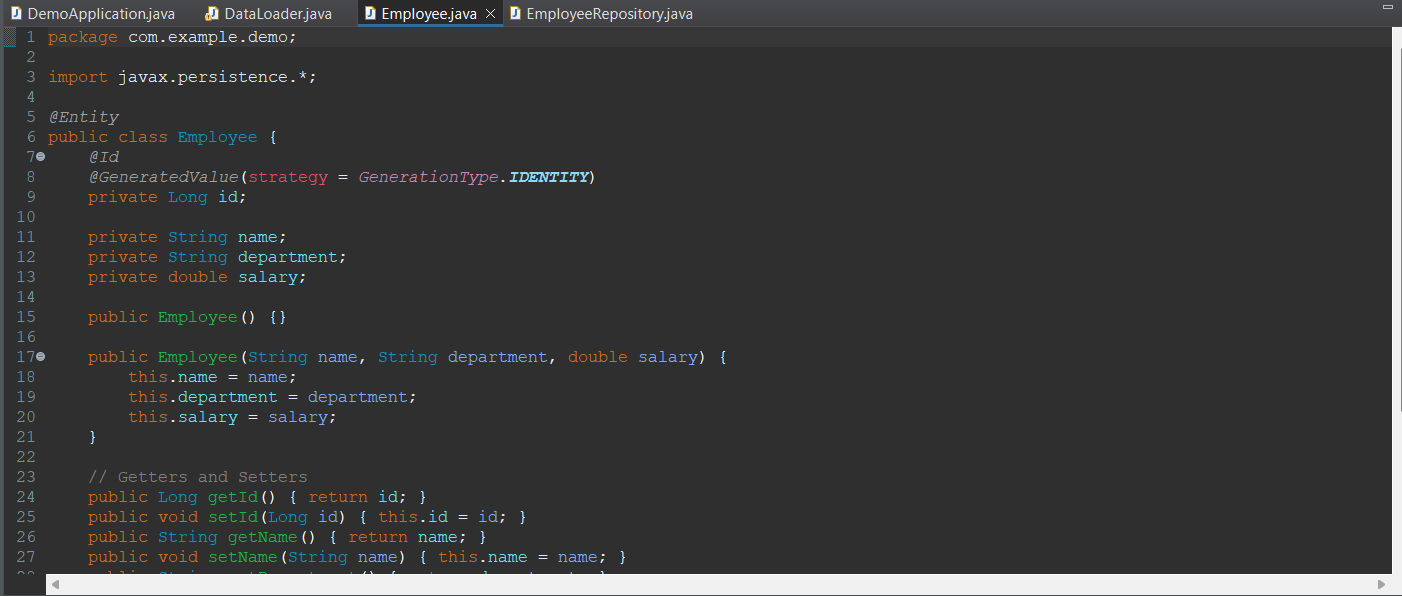 DemoApplication.java DataLoader.java Employee.java EmployeeRepository.java
1 package com.example.demo;
2
3 import javax.persistence.*;
4
5 @Entity
6 public class Employee {
7 @Id
8 @GeneratedValue(strategy = GenerationType.IDENTITY)
9 private Long id;
10
11 private String name;
12 private String department;
13 private double salary;
14
15 public Employee() {}
16
17 public Employee(String name, String department, double salary) {
18 this.name = name;
19 this.department = department;
20 this.salary = salary;
21 }
22
23 // Getters and Setters
24 public Long getId() { return id; }
25 public void setId(Long id) { this.id = id; }
26 public String getName() { return name; }
27 public void setName(String name) { this.name = name; }